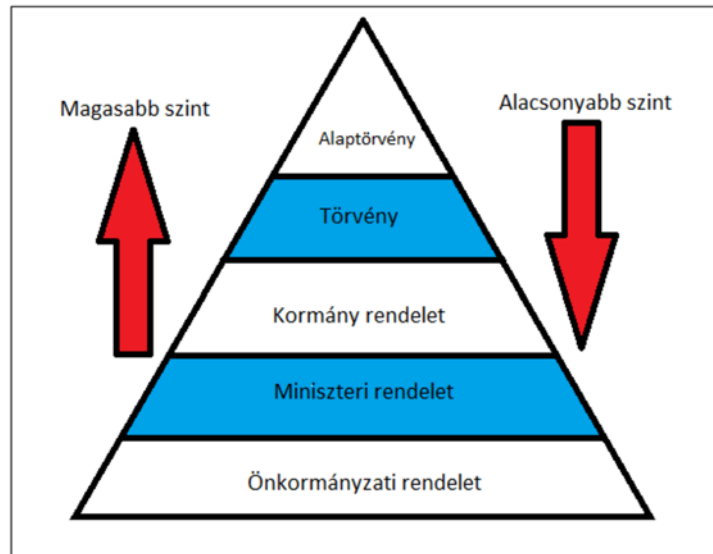 Magasabb szint
Alacsonyabb szint
Alaptörvény
Törvény
Kormány rendelet
Miniszteri rendelet
Önkormányzati rendelet